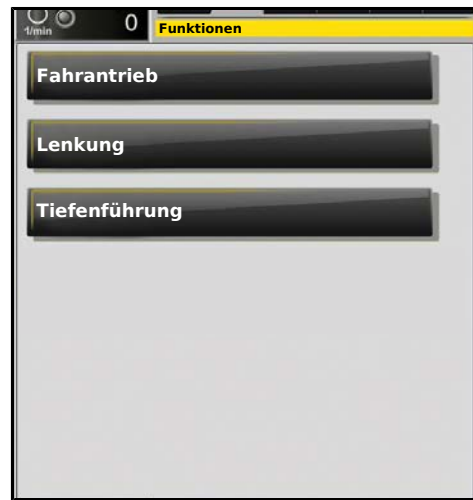 1/min
0
Funktionen
Fahrantrieb
Lenkung
Tiefenführung